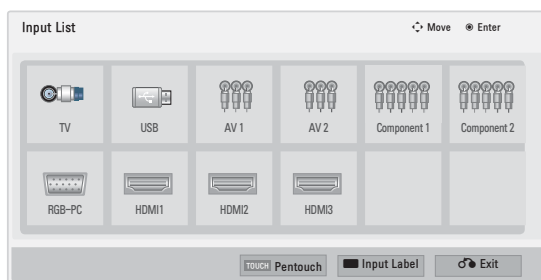 Input List
Move Enter
TV USB AV 1 AV 2 Component 1 Component 2
RGB-PC HDMI1 HDMI2 HDMI3
TOUCH Pentouch Input Label Exit